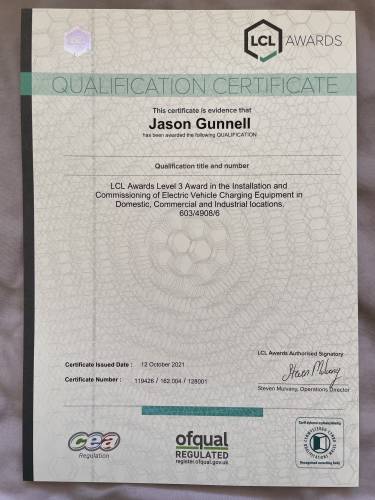 LCL
LCL AWARDS
QUALIFICATION CERTIFICATE
This certificate is evidence that
Jason Gunnell
has been awarded the following QUALIFICATION
Qualification title and number
LCL Awards Level 3 Award in the Installation and
Commissioning of Electric Vehicle Charging Equipment in
Domestic, Commercial and Industrial locations.
603/4908/6
LCL Awards Authorised Signatory
Certificate Issued Date : 12 October 2021
Certificate Number : 119426 / 162.004 / 128001
Steven Mulvany, Operations Director
cea
Regulation
ofqual
REGULATED
register.ofqual.gov.uk